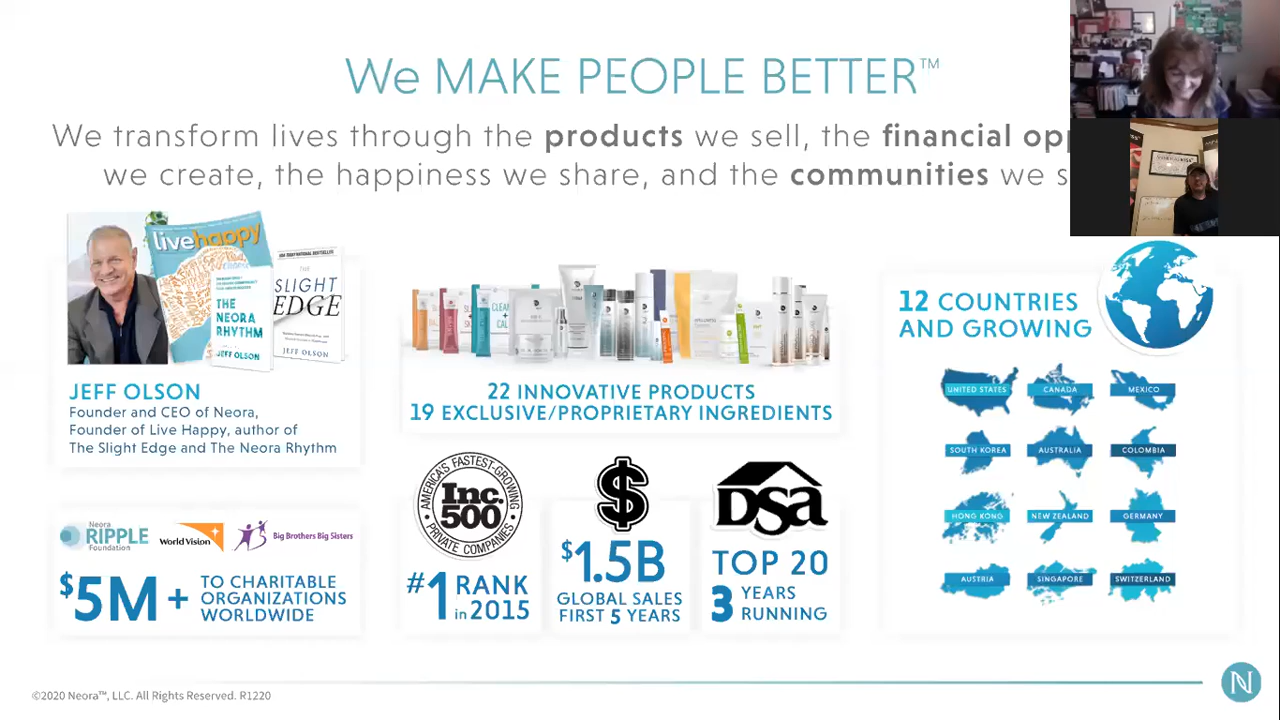 We MAKE PEOPLE BETTER™
We transform lives through the products we sell, the financial opp
we create, the happiness we share, and the communities we s
livehappy
THE
NEORA
RHYTHM
JEFF OLSON
THE
SLIGHT
EDGE
JEFF OLSON
JEFF OLSON
Founder and CEO of Neora,
Founder of Live Happy, author of
The Slight Edge and The Neora Rhythm
22 INNOVATIVE PRODUCTS
19 EXCLUSIVE/PROPRIETARY INGREDIENTS
12 COUNTRIES
AND GROWING
UNITED STATES
CANADA
MEXICO
SOUTH KOREA
AUSTRALIA
COLOMBIA
HONG KONG
NEW ZEALAND
GERMANY
AUSTRIA
SINGAPORE
SWITZERLAND
Neora
RIPPLE
Foundation
World Vision
Big Brothers Big Sisters
$5M+
TO CHARITABLE
ORGANIZATIONS
WORLDWIDE
AMERICA'S FASTEST-GROWING
Inc.
500
PRIVATE COMPANIES
#1 RANK
in 2015
$
$1.5B
GLOBAL SALES
FIRST 5 YEARS
DSA
TOP 20
3 YEARS
RUNNING
©2020 Neora™, LLC. All Rights Reserved. R1220
N